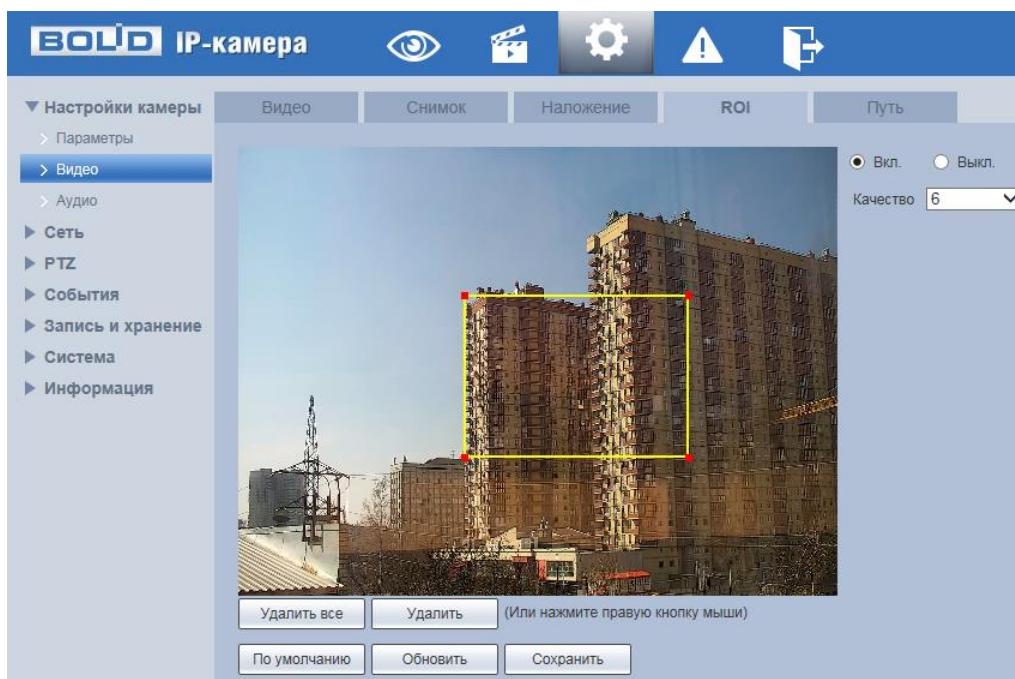 BOLID IP-камера
Настройки камеры
Параметры
Видео
Аудио
Сеть
PTZ
События
Запись и хранение
Система
Информация
Видео Снимок Наложение ROI Путь
Вкл. Выкл.
Качество 6
Удалить все Удалить (Или нажмите правую кнопку мыши)
По умолчанию Обновить Сохранить